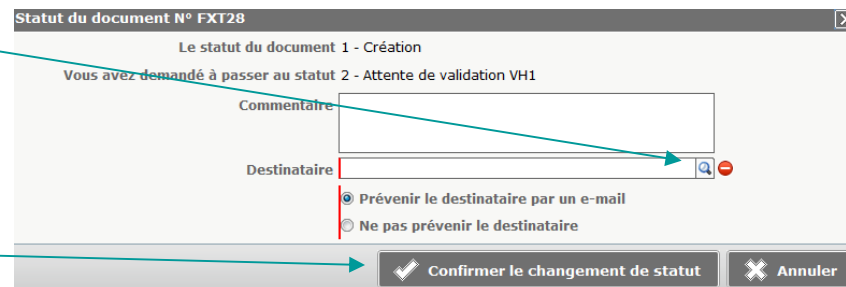 Statut du document N° FXT28
Le statut du document 1 - Création
Vous avez demandé à passer au statut 2 - Attente de validation VH1
Commentaire
Destinataire
Prévenir le destinataire par un e-mail
Ne pas prévenir le destinataire
Confirmer le changement de statut Annuler